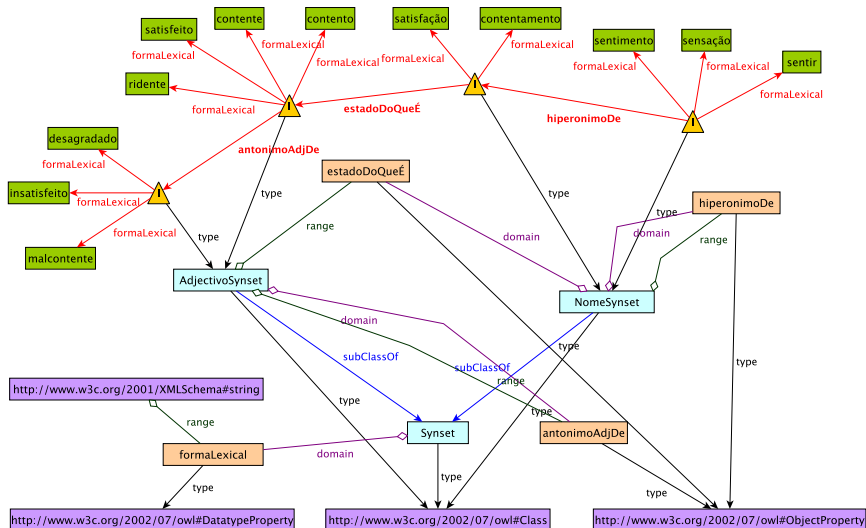 contente
contento
satisfação
contentamento
satisfeito
sentimento
sensação
formaLexical
formaLexical
formaLexical
formaLexical
sentir
formaLexical
formaLexical
formaLexical
ridente
formaLexical
I
I
formaLexical
estadoDoQueÉ
I
hiperonimoDe
desagradado
antonimoAdjDe
formaLexical
estadoDoQueÉ
insatisfeito
I
type
type
formaLexical
hiperonimoDe
type
formaLexical
range
domain
type
domain
range
malcontente
AdjectivoSynset
NomeSynset
domain
type
subClassOf
type
subClassOf
range
http://www.w3c.org/2001/XMLSchema#string
type
type
range
Synset
antonimoAdjDe
formaLexical
domain
type
type
type
http://www.w3c.org/2002/07/owl#DatatypeProperty
http://www.w3c.org/2002/07/owl#Class
http://www.w3c.org/2002/07/owl#ObjectProperty